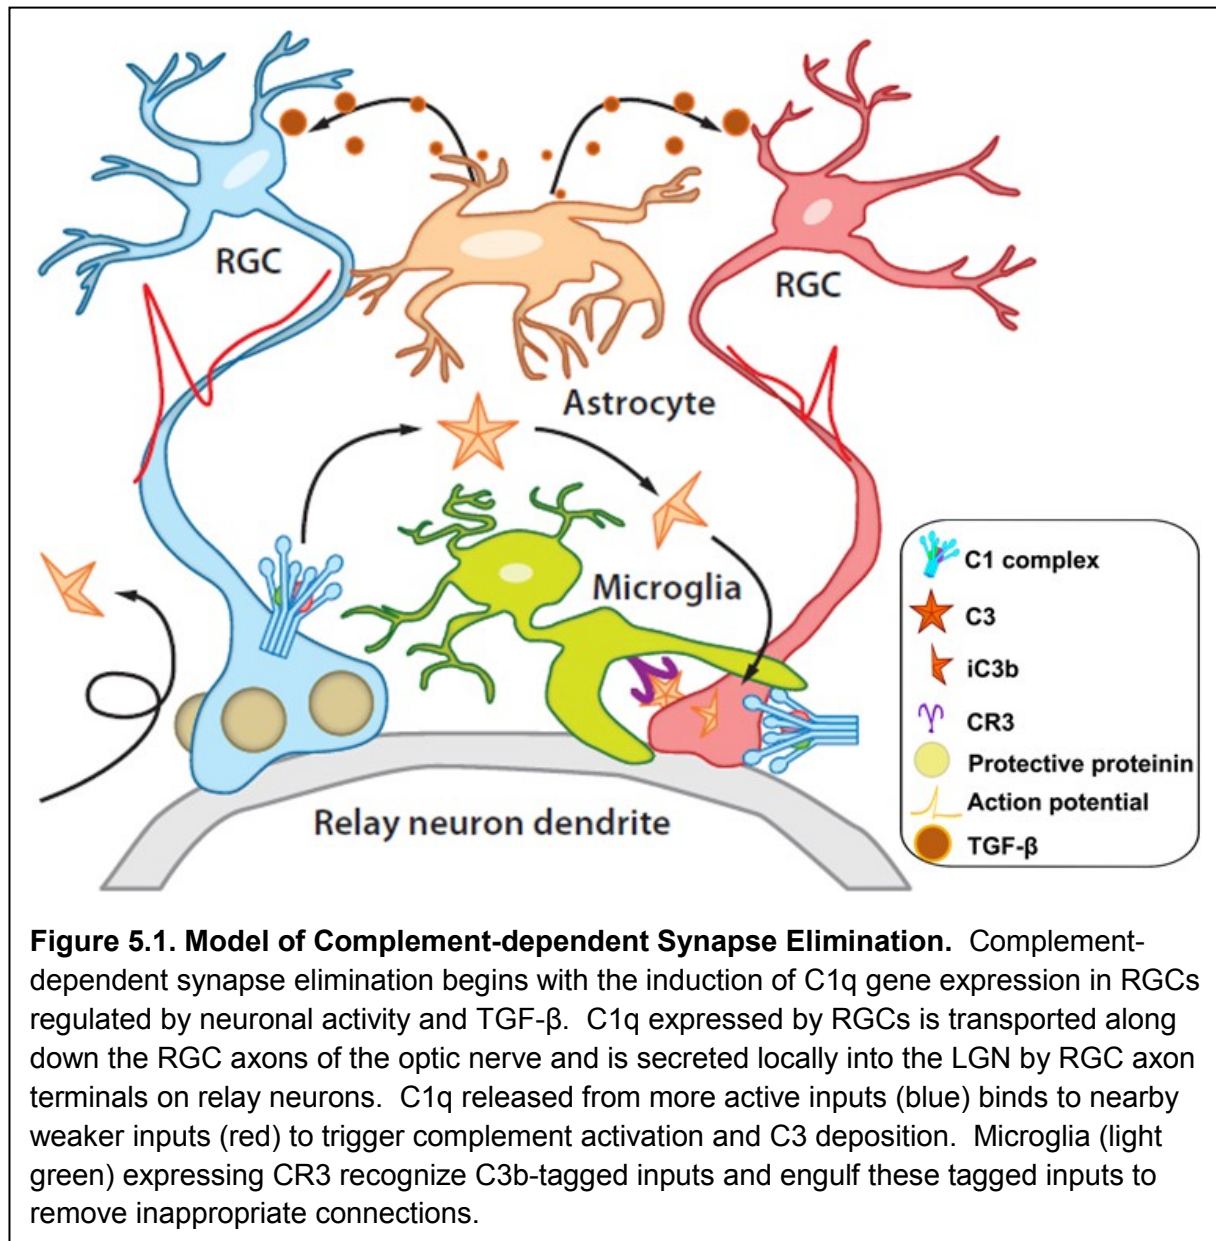 RGC
RGC
Astrocyte
Microglia
Relay neuron dendrite
C1 complex
C3
iC3b
CR3
Protective proteinin
Action potential
TGF-β
Figure 5.1. Model of Complement-dependent Synapse Elimination. Complement-
dependent synapse elimination begins with the induction of C1q gene expression in RGCs
regulated by neuronal activity and TGF-β. C1q expressed by RGCs is transported along
down the RGC axons of the optic nerve and is secreted locally into the LGN by RGC axon
terminals on relay neurons. C1q released from more active inputs (blue) binds to nearby
weaker inputs (red) to trigger complement activation and C3 deposition. Microglia (light
green) expressing CR3 recognize C3b-tagged inputs and engulf these tagged inputs to
remove inappropriate connections.